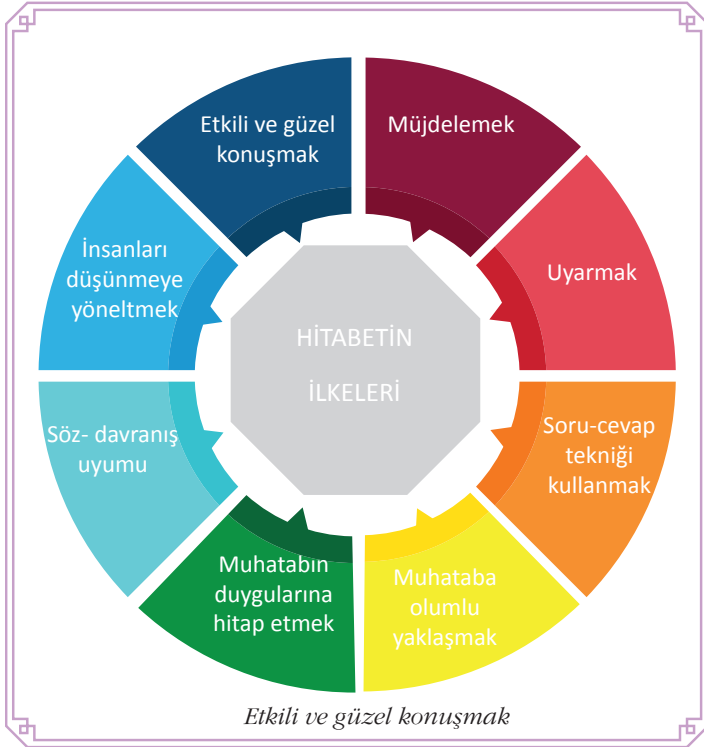 Etkili ve güzel
konuşmak
Müjdelemek
Uyarmak
Soru-cevap
tekniği
kullanmak
Muhataba
olumlu
yaklaşmak
Muhatabın
duygularına
hitap etmek
Söz- davranış
uyumu
İnsanları
düşünmeye
yöneltmek
HİTABETİN
İLKELERİ
Etkili ve güzel konuşmak